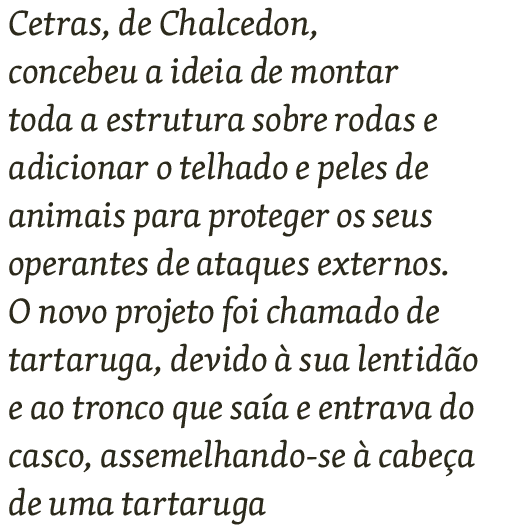 Cetras, de Chalcedon,
concebeu a ideia de montar
toda a estrutura sobre rodas e
adicionar o telhado e peles de
animais para proteger os seus
operantes de ataques externos.
O novo projeto foi chamado de
tartaruga, devido à sua lentidão
e ao tronco que saía e entrava do
casco, assemelhando-se à cabeça
de uma tartaruga